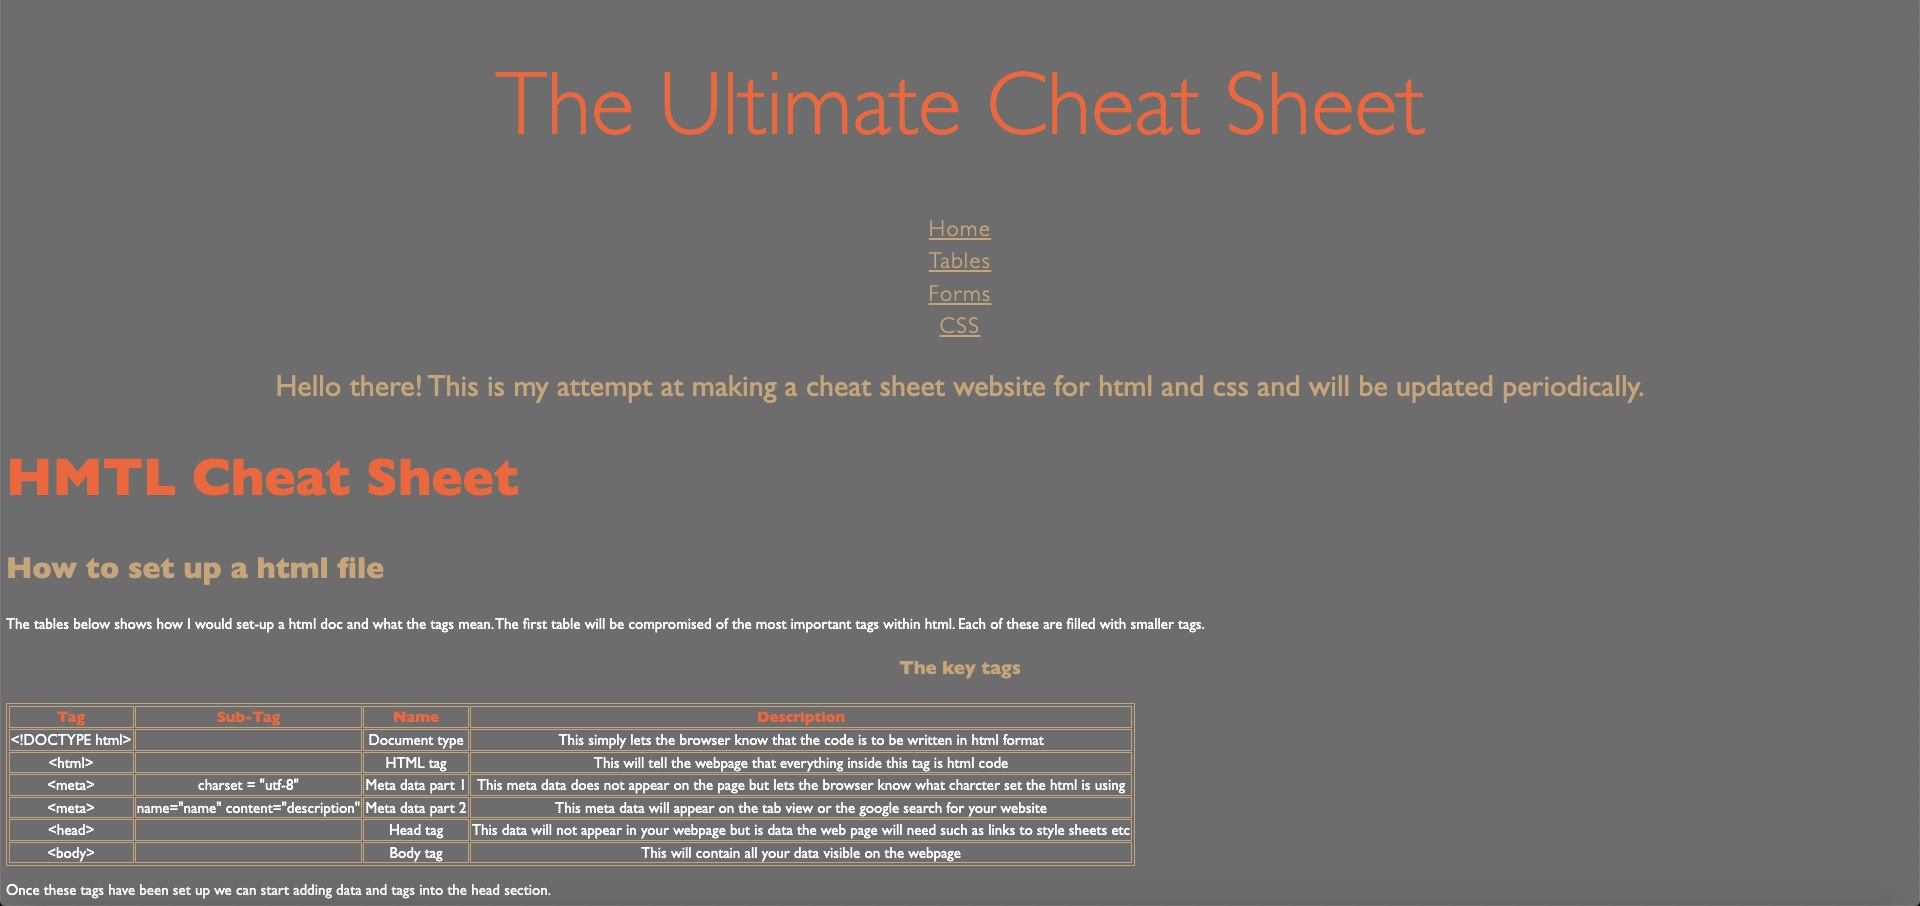 The Ultimate Cheat Sheet
Home
Tables
Forms
CSS
Hello there! This is my attempt at making a cheat sheet website for html and css and will be updated periodically.
HMTL Cheat Sheet
How to set up a html file
The tables below shows how I would set-up a html doc and what the tags mean. The first table will be compromised of the most important tags within html. Each of these are filled with smaller tags.
The key tags
Tag Sub-Tag Name Description
<!DOCTYPE html> Document type This simply lets the browser know that the code is to be written in html format
<html> HTML tag This will tell the webpage that everything inside this tag is html code
<meta> charset = "utf-8" Meta data part 1 This meta data does not appear on the page but lets the browser know what charcter set the html is using
<meta> name="name" content="description" Meta data part 2 This meta data will appear on the tab view or the google search for your website
<head> Head tag This data will not appear in your webpage but is data the web page will need such as links to style sheets etc
<body> Body tag This will contain all your data visible on the webpage
Once these tags have been set up we can start adding data and tags into the head section.